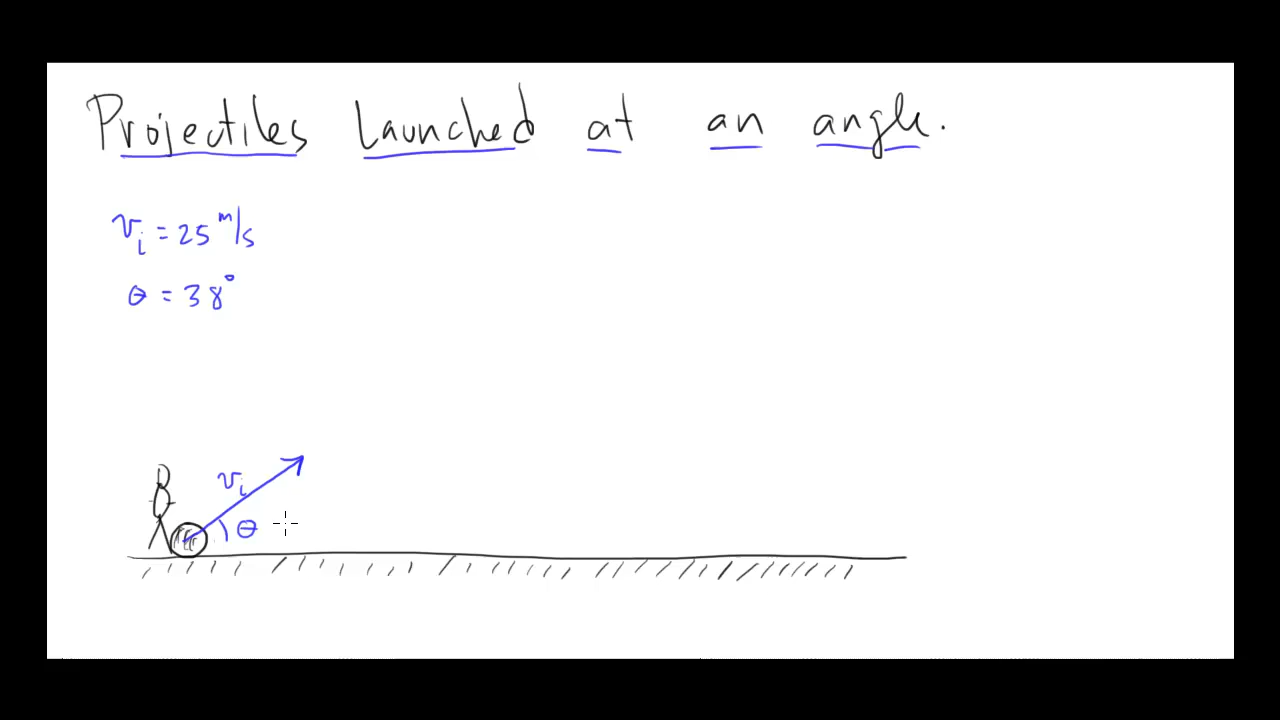 Projectiles Launched at an angle.
vᵢ = 25 m/s
θ = 38°
vᵢ
θ